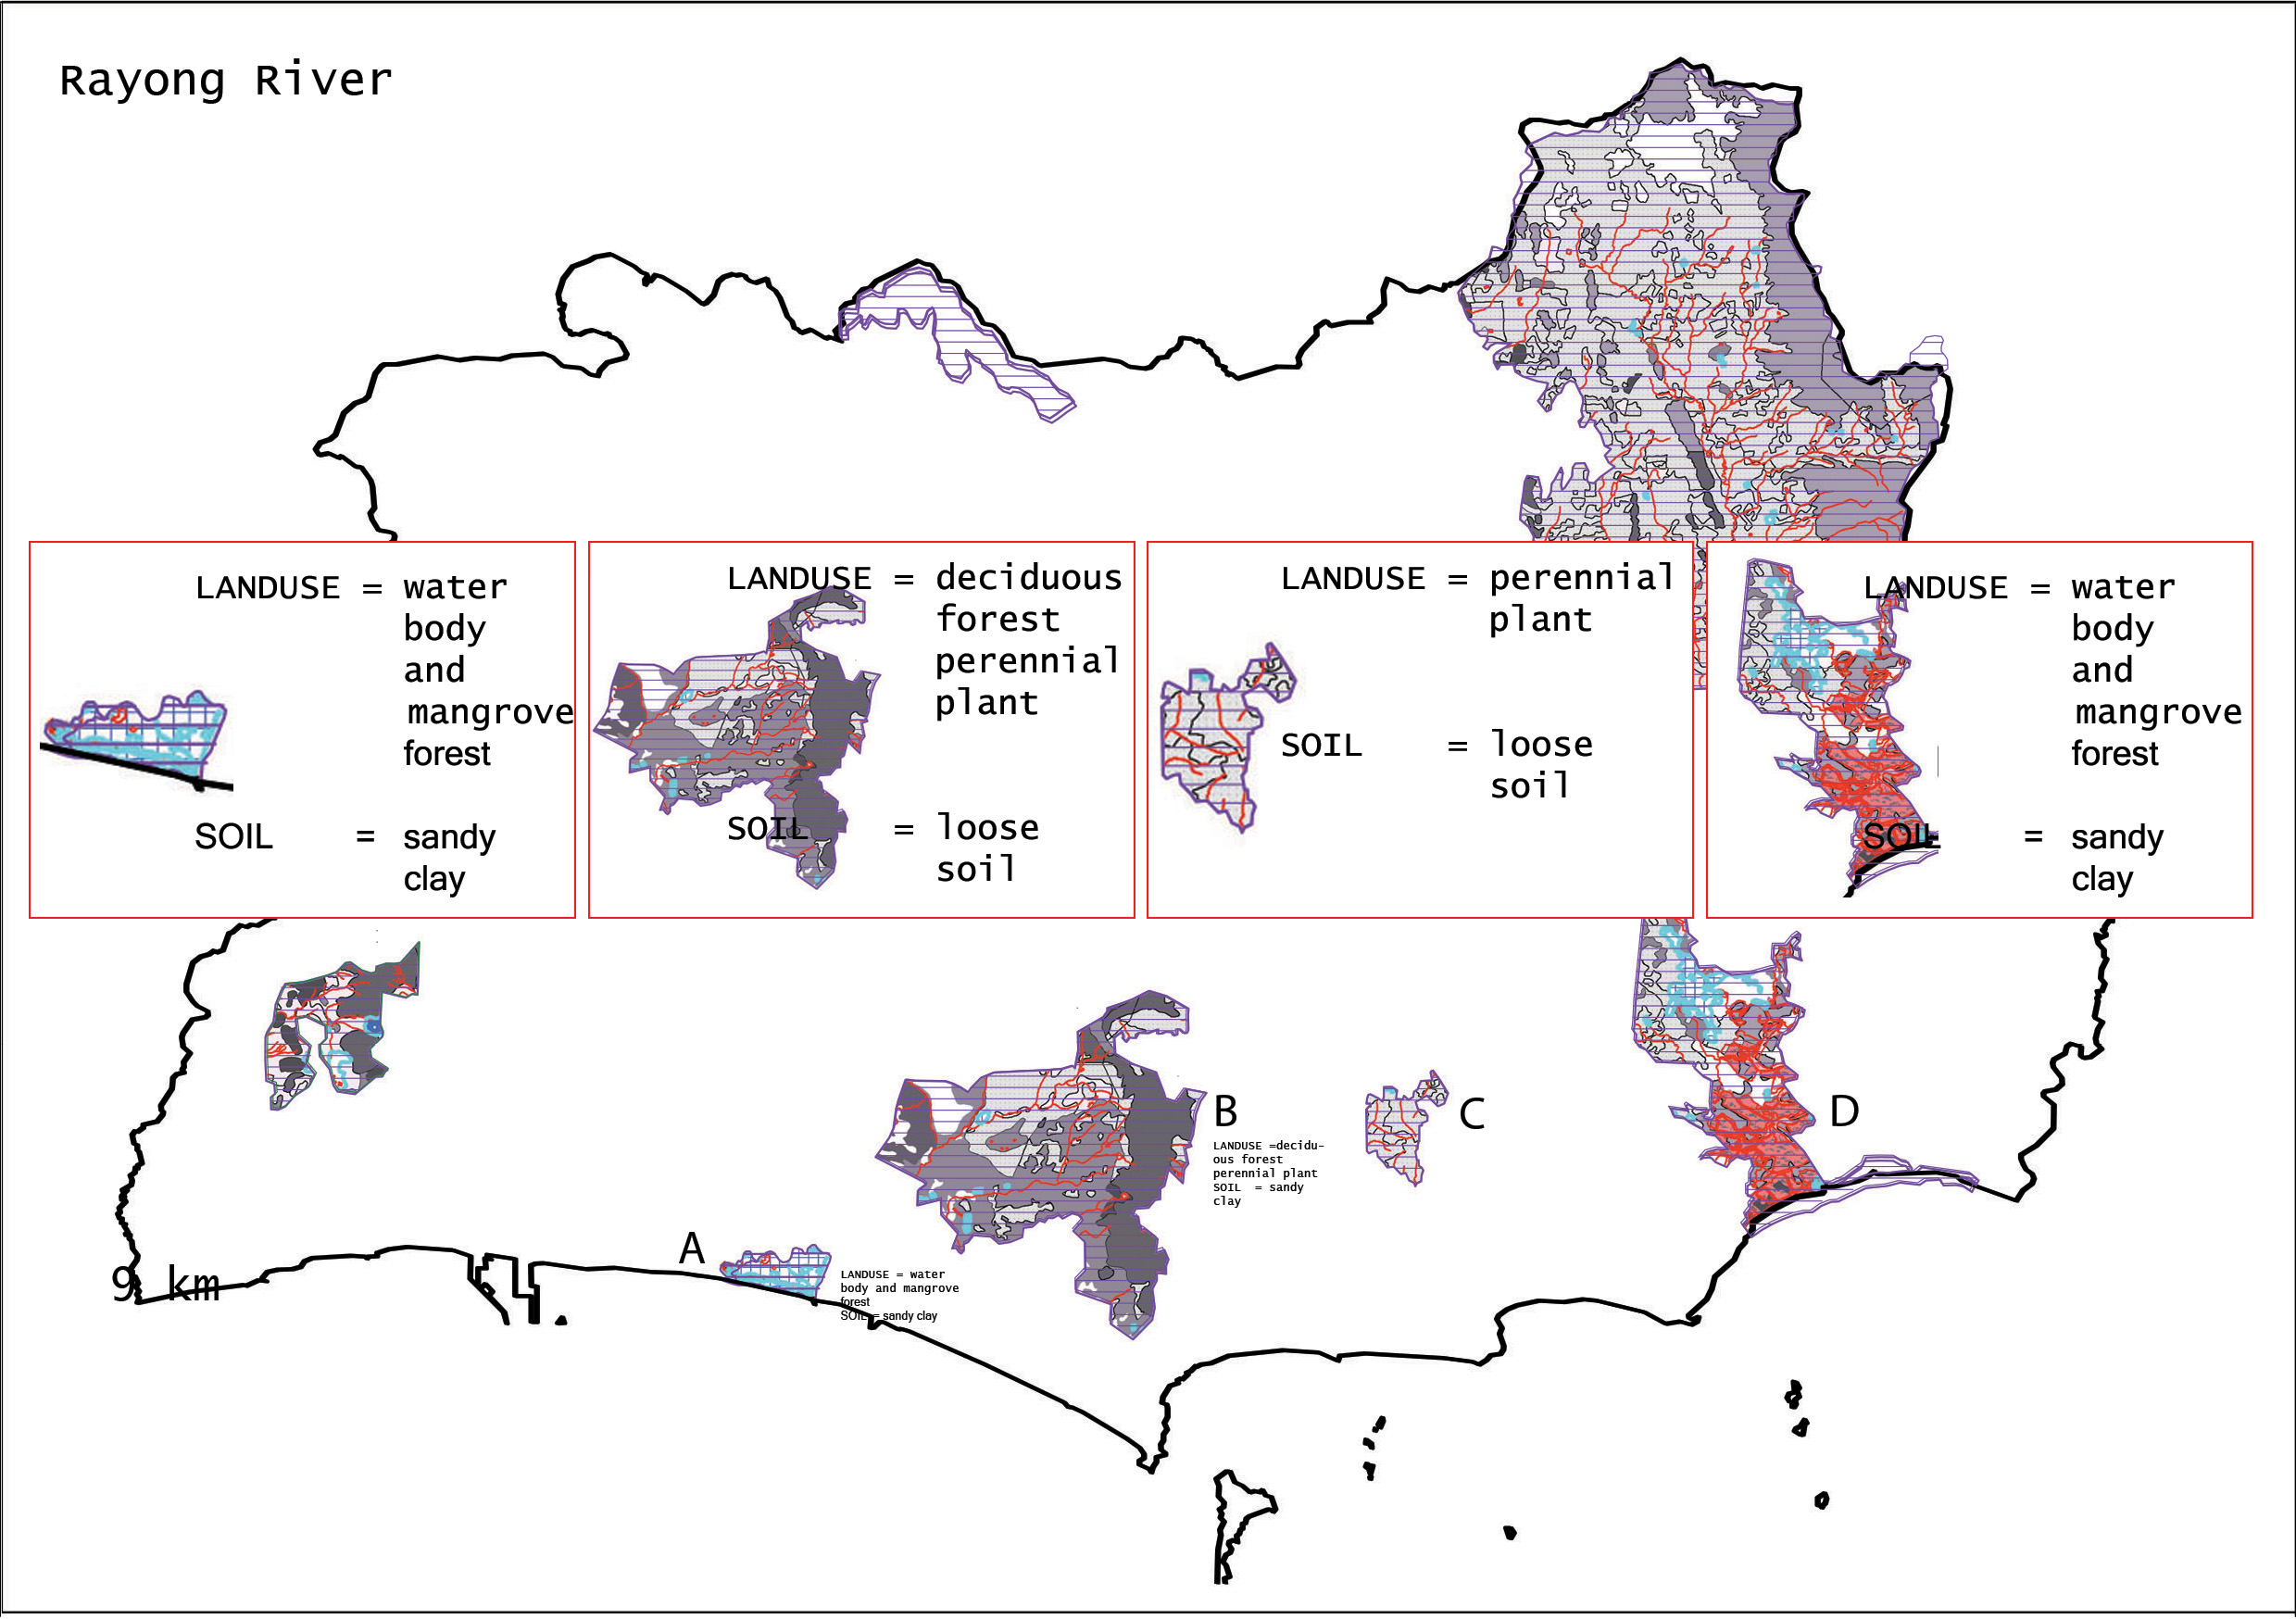 Rayong River
LANDUSE = water
body
and
mangrove
forest
SOIL = sandy
clay
LANDUSE = deciduous
forest
perennial
plant
SOIL = loose
soil
LANDUSE = perennial
plant
SOIL = loose
soil
LANDUSE = water
body
and
mangrove
forest
SOIL = sandy
clay
B
LANDUSE =decidu-
ous forest
perennial plant
SOIL = sandy
clay
C
D
A
LANDUSE = water
body and mangrove
forest
SOIL = sandy clay
9 km